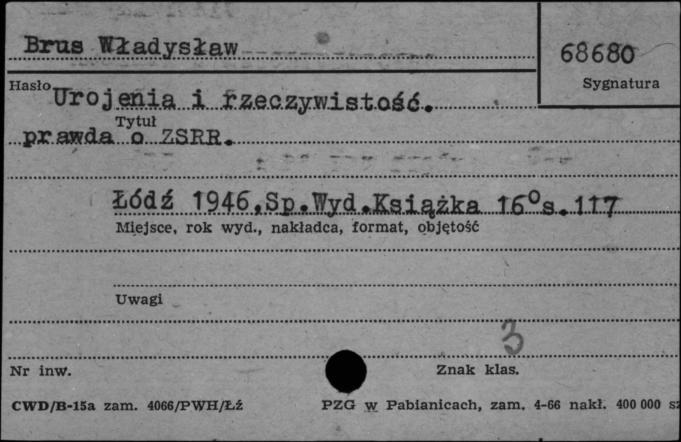 Brus Władysław
68680
Sygnatura
Hasło
Urojenia i rzeczywistość.
Tytuł
prawda o ZSRR.
Łódź 1946.Sp.Wyd.Książka 16⁰s.117
Miejsce, rok wyd., nakładca, format, objętość
Uwagi
3
Nr inw.
Znak klas.
CWD/B-15a zam. 4066/PWH/Łź
PZG w Pabianicach, zam. 4-66 nakł. 400 000